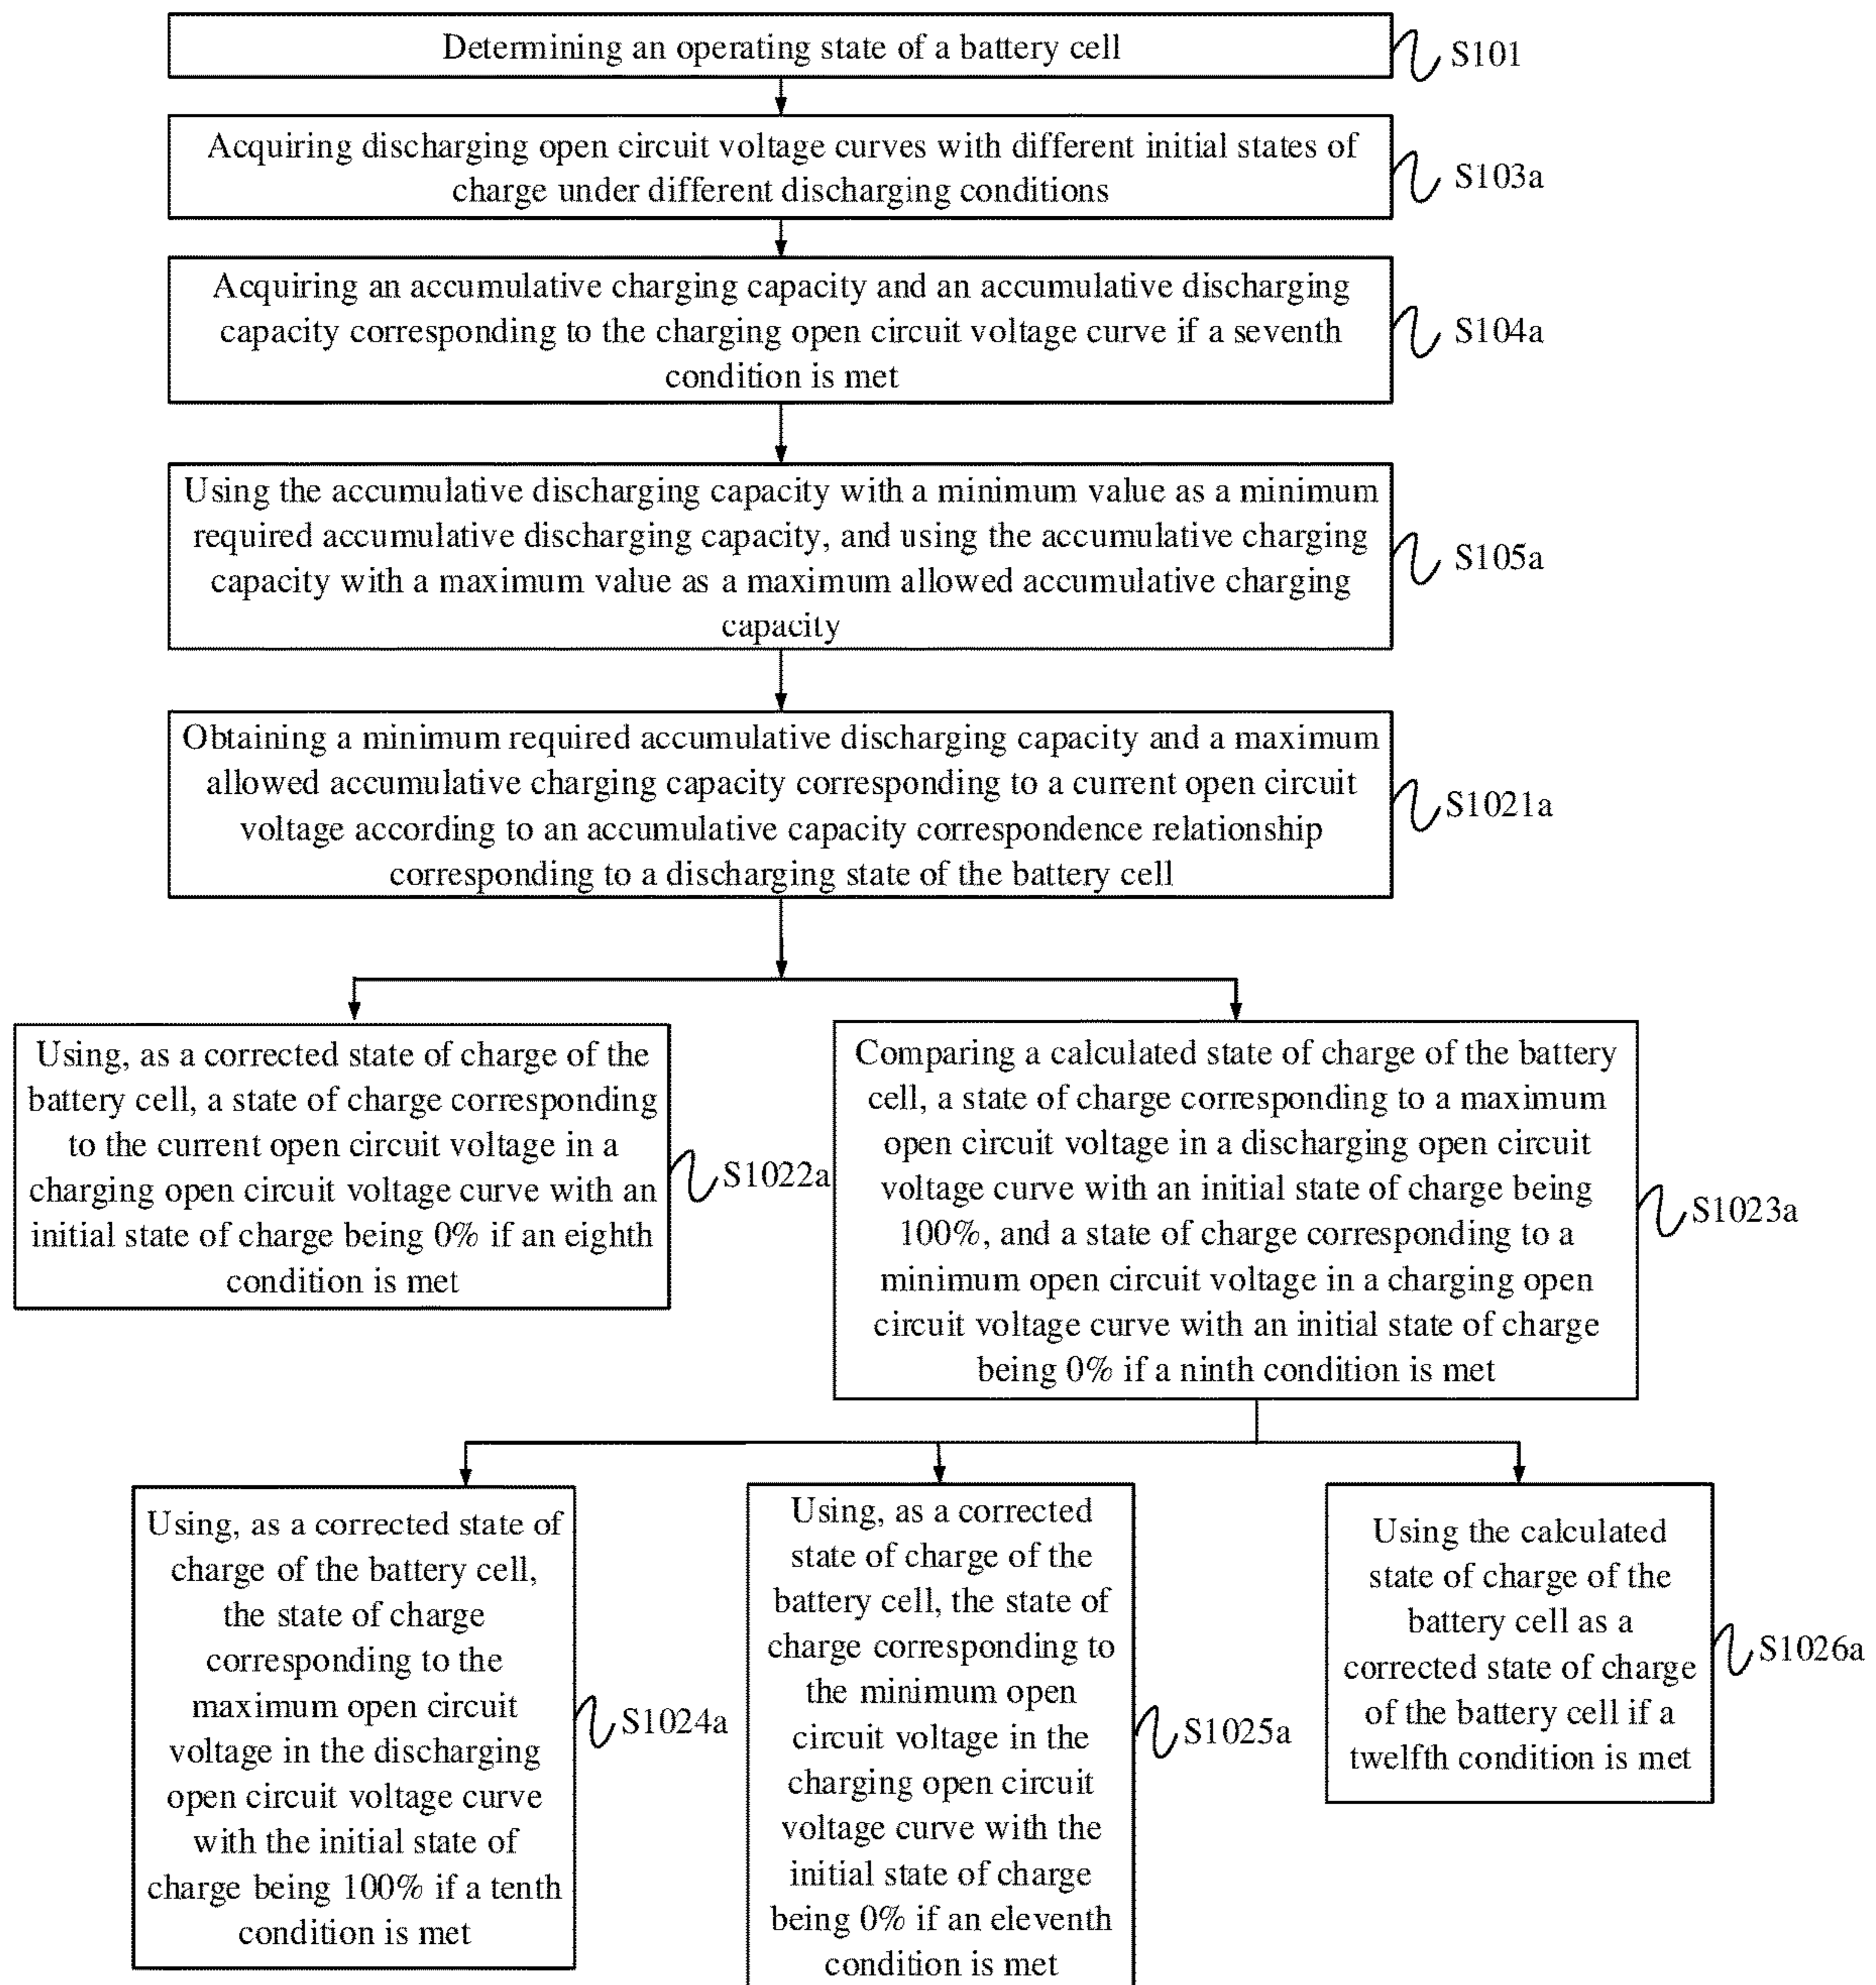 Determining an operating state of a battery cell
S101
Acquiring discharging open circuit voltage curves with different initial states of
charge under different discharging conditions
S103a
Acquiring an accumulative charging capacity and an accumulative discharging
capacity corresponding to the charging open circuit voltage curve if a seventh
condition is met
S104a
Using the accumulative discharging capacity with a minimum value as a minimum
required accumulative discharging capacity, and using the accumulative charging
capacity with a maximum value as a maximum allowed accumulative charging
capacity
S105a
Obtaining a minimum required accumulative discharging capacity and a maximum
allowed accumulative charging capacity corresponding to a current open circuit
voltage according to an accumulative capacity correspondence relationship
corresponding to a discharging state of the battery cell
S1021a
Using, as a corrected state of charge of the
battery cell, a state of charge corresponding
to the current open circuit voltage in a
charging open circuit voltage curve with an
initial state of charge being 0% if an eighth
condition is met
S1022a
Comparing a calculated state of charge of the battery
cell, a state of charge corresponding to a maximum
open circuit voltage in a discharging open circuit
voltage curve with an initial state of charge being
100%, and a state of charge corresponding to a
minimum open circuit voltage in a charging open
circuit voltage curve with an initial state of charge
being 0% if a ninth condition is met
S1023a
Using, as a corrected state of
charge of the battery cell,
the state of charge
corresponding to the
maximum open circuit
voltage in the discharging
open circuit voltage curve
with the initial state of
charge being 100% if a tenth
condition is met
S1024a
Using, as a corrected
state of charge of the
battery cell, the state of
charge corresponding to
the minimum open
circuit voltage in the
charging open circuit
voltage curve with the
initial state of charge
being 0% if an eleventh
condition is met
S1025a
Using the calculated
state of charge of the
battery cell as a
corrected state of charge
of the battery cell if a
twelfth condition is met
S1026a